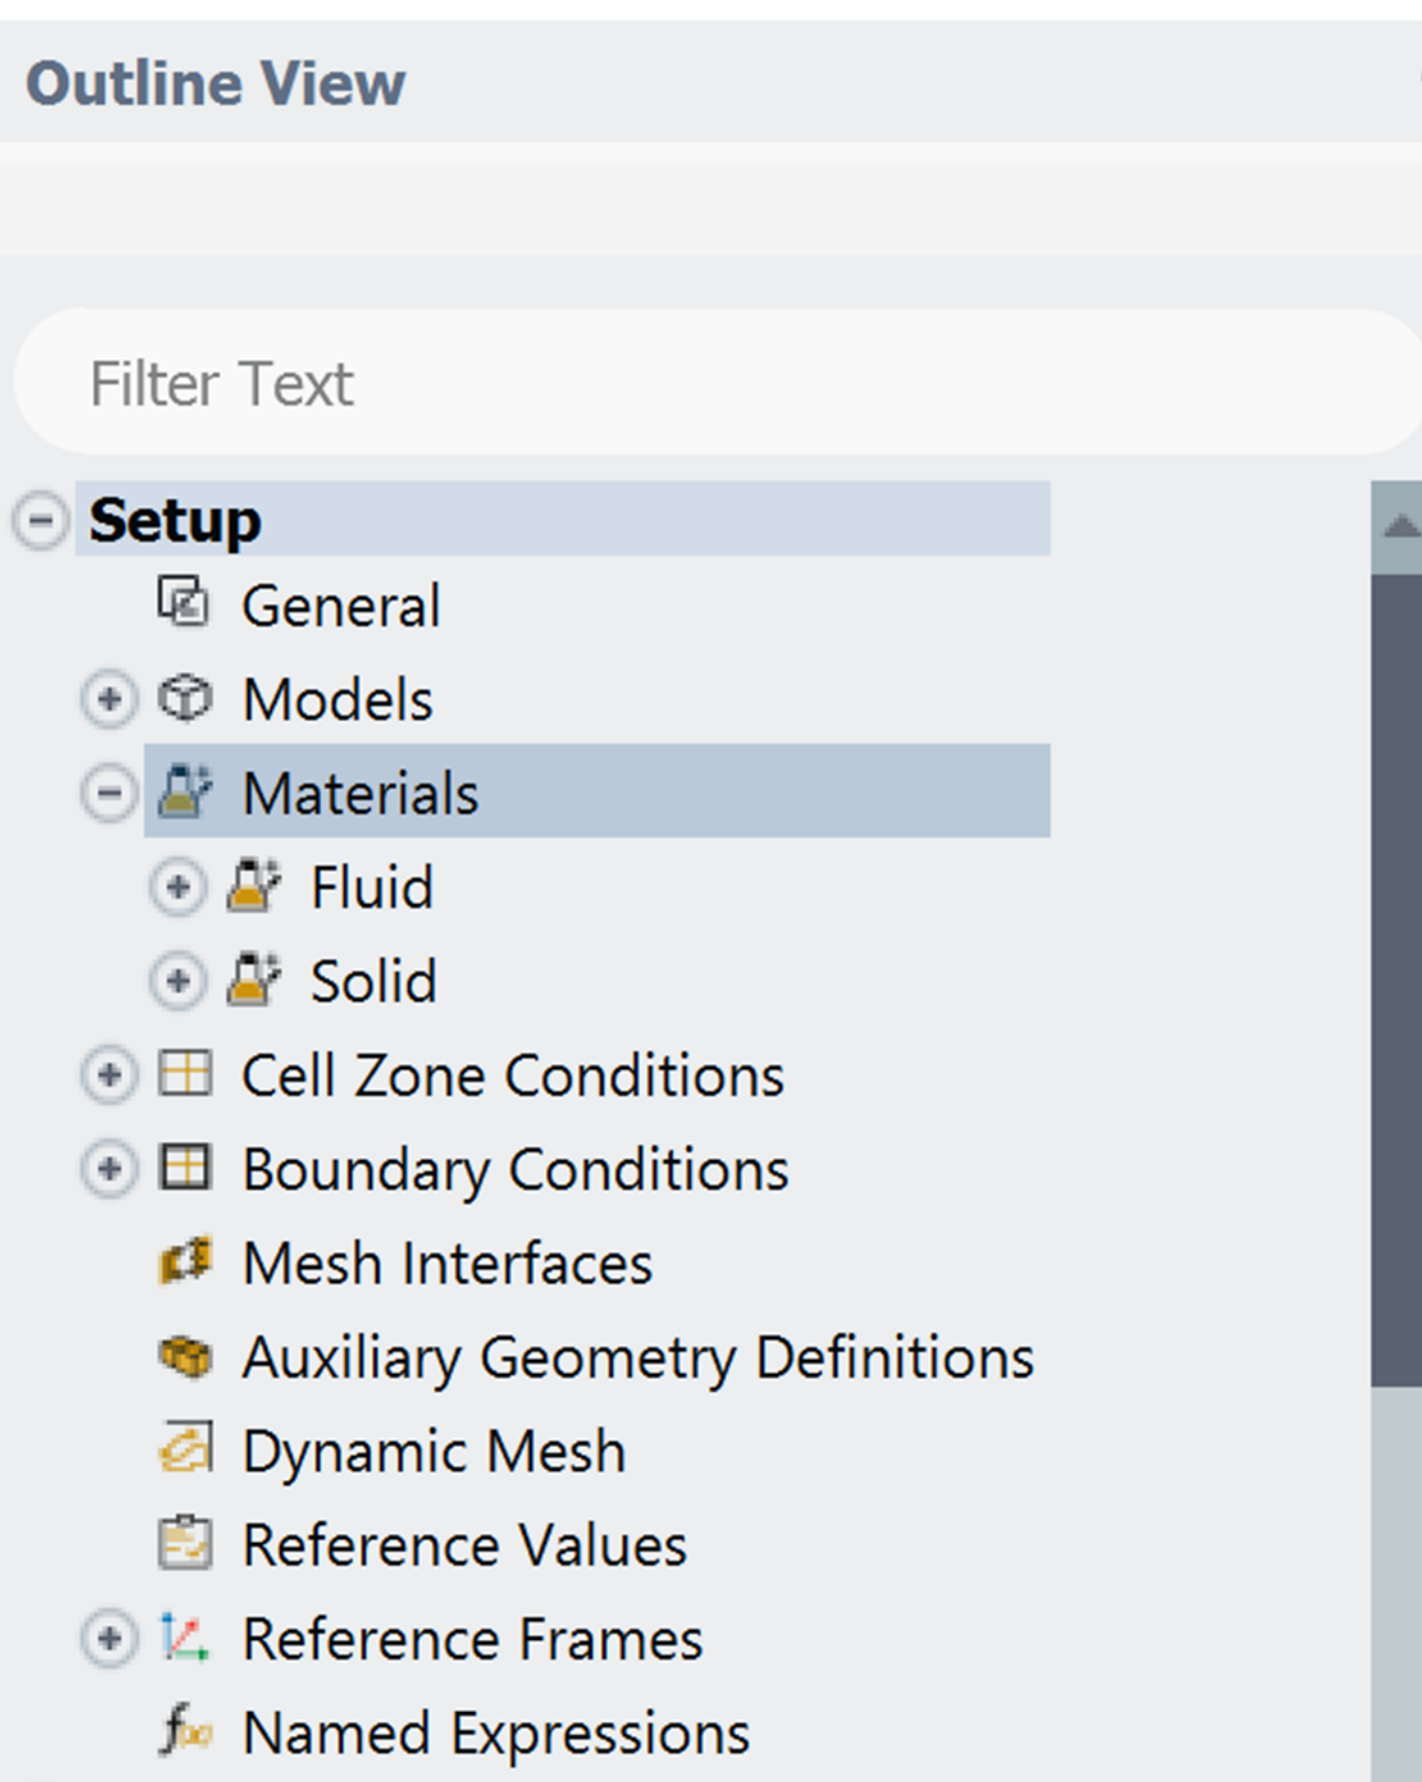 Outline View
Filter Text
Setup
General
Models
Materials
Fluid
Solid
Cell Zone Conditions
Boundary Conditions
Mesh Interfaces
Auxiliary Geometry Definitions
Dynamic Mesh
Reference Values
Reference Frames
Named Expressions